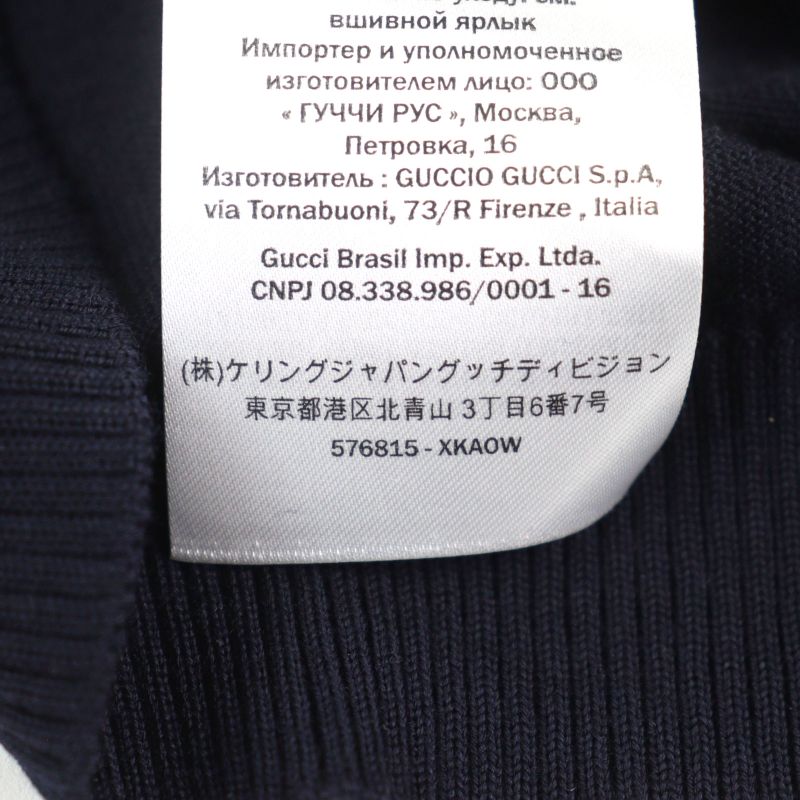 вшивной ярлык
Импортер и уполномоченное
изготовителем лицо: ООО
« ГУЧЧИ РУС », Москва,
Петровка, 16
Изготовитель : GUCCIO GUCCI S.p.A,
via Tornabuoni, 73/R Firenze , Italia
Gucci Brasil Imp. Exp. Ltda.
CNPJ 08.338.986/0001 - 16
(株)ケリングジャパングッチディビジョン
東京都港区北青山 3丁目6番7号
576815 - XKAOW